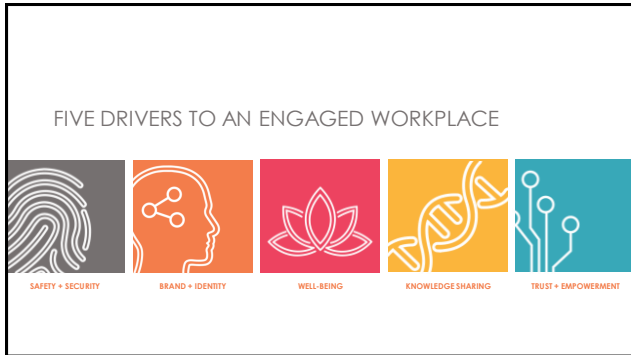 FIVE DRIVERS TO AN ENGAGED WORKPLACE
SAFETY + SECURITY
BRAND + IDENTITY
WELL-BEING
KNOWLEDGE SHARING
TRUST + EMPOWERMENT